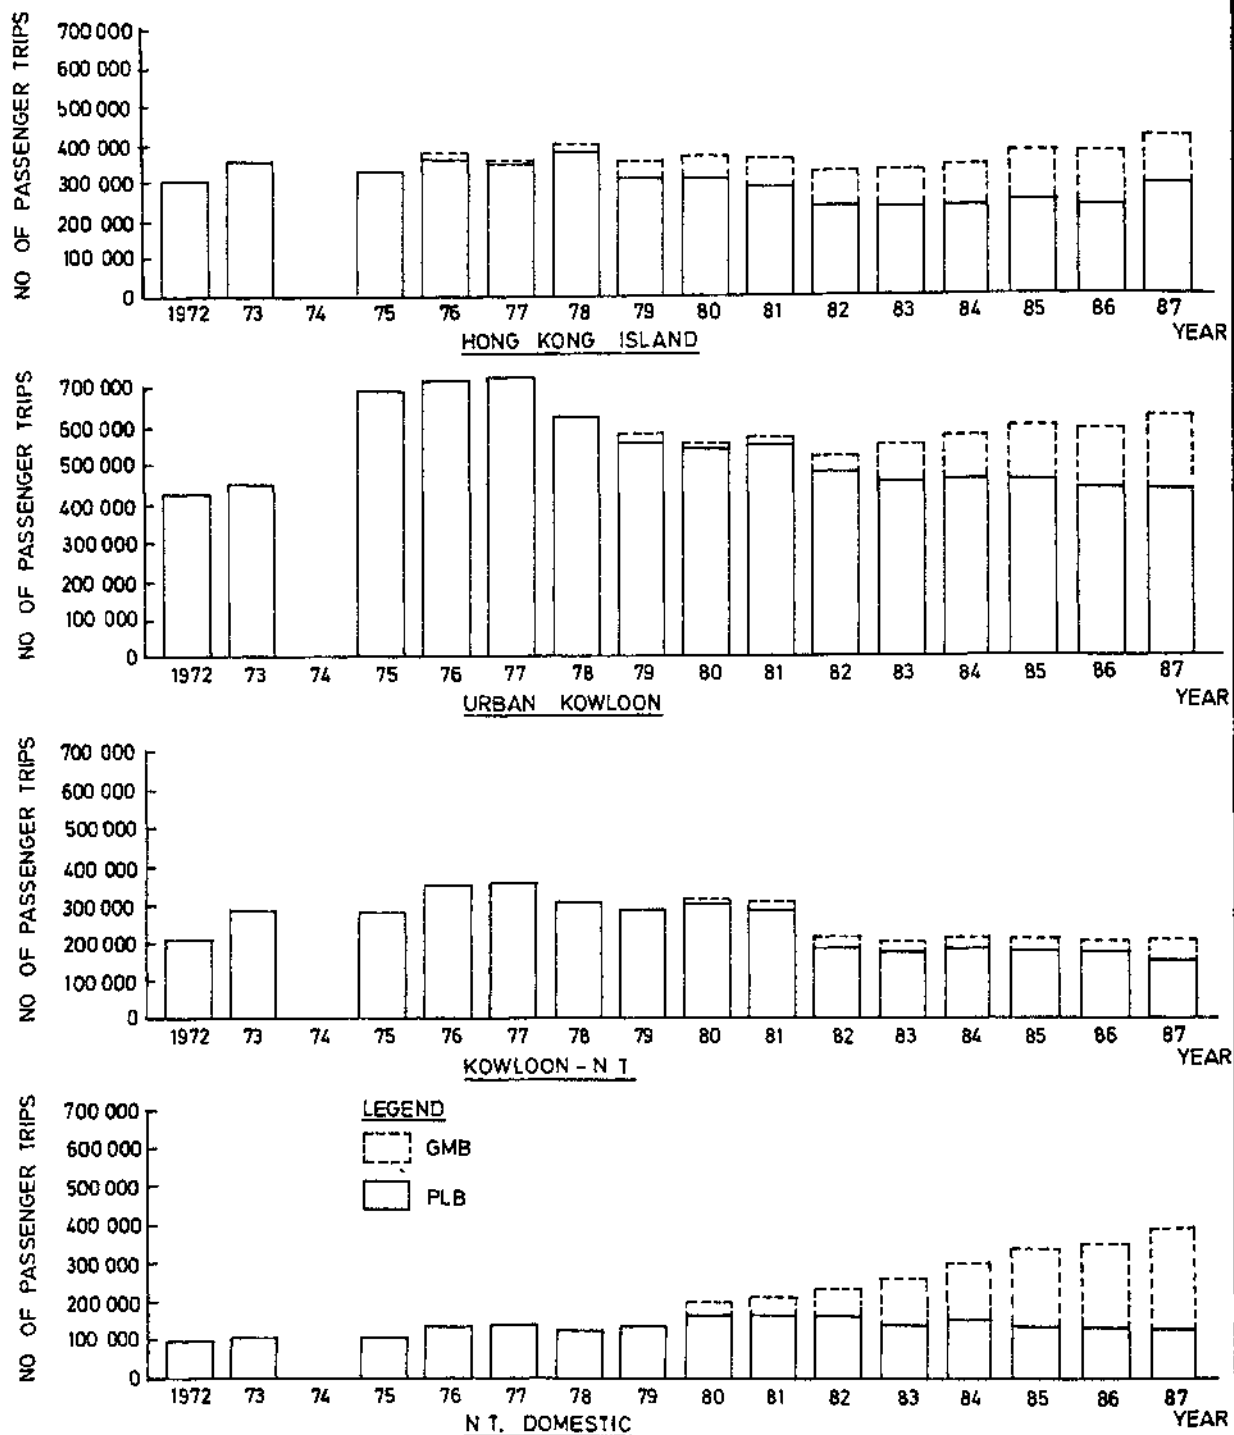 NO OF PASSENGER TRIPS
700 000
600 000
500 000
400 000
300 000
200 000
100 000
0
1972 73 74 75 76 77 78 79 80 81 82 83 84 85 86 87
YEAR
HONG KONG ISLAND
NO OF PASSENGER TRIPS
700 000
600 000
500 000
400 000
300 000
200 000
100 000
0
1972 73 74 75 76 77 78 79 80 81 82 83 84 85 86 87
YEAR
URBAN KOWLOON
NO OF PASSENGER TRIPS
700 000
600 000
500 000
400 000
300 000
200 000
100 000
0
1972 73 74 75 76 77 78 79 80 81 82 83 84 85 86 87
YEAR
KOWLOON - N T
NO OF PASSENGER TRIPS
700 000
600 000
500 000
400 000
300 000
200 000
100 000
0
LEGEND
GMB
PLB
1972 73 74 75 76 77 78 79 80 81 82 83 84 85 86 87
YEAR
N T. DOMESTIC